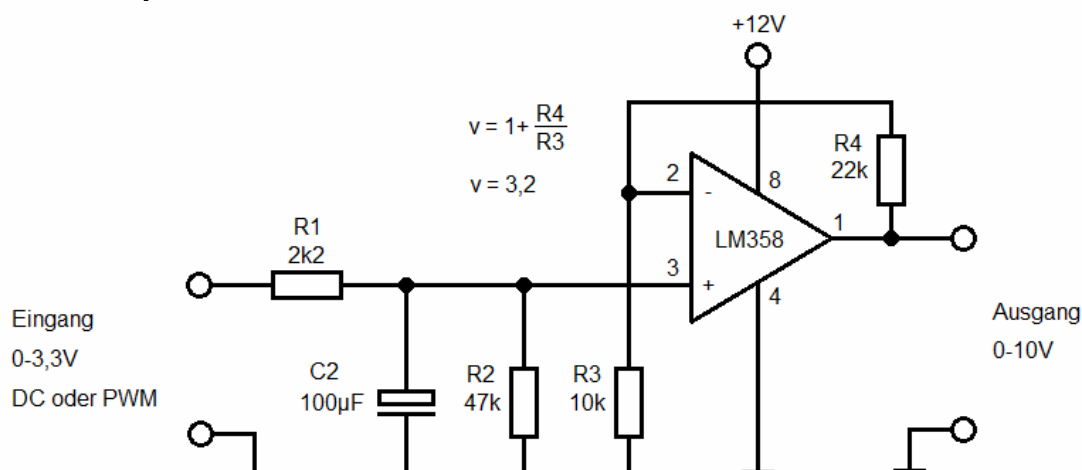 +12V
v = 1+ R4
R3
v = 3,2
R4
22k
2
-
8
LM358
1
3
+
4
R1
2k2
Eingang
0-3,3V
DC oder PWM
C2
100µF
R2
47k
R3
10k
Ausgang
0-10V